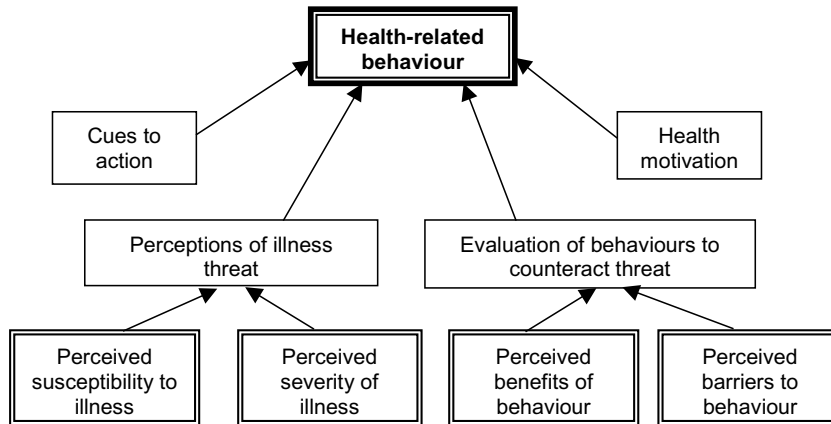 Health-related
behaviour
Cues to
action
Health
motivation
Perceptions of illness
threat
Evaluation of behaviours to
counteract threat
Perceived
susceptibility to
illness
Perceived
severity of
illness
Perceived
benefits of
behaviour
Perceived
barriers to
behaviour